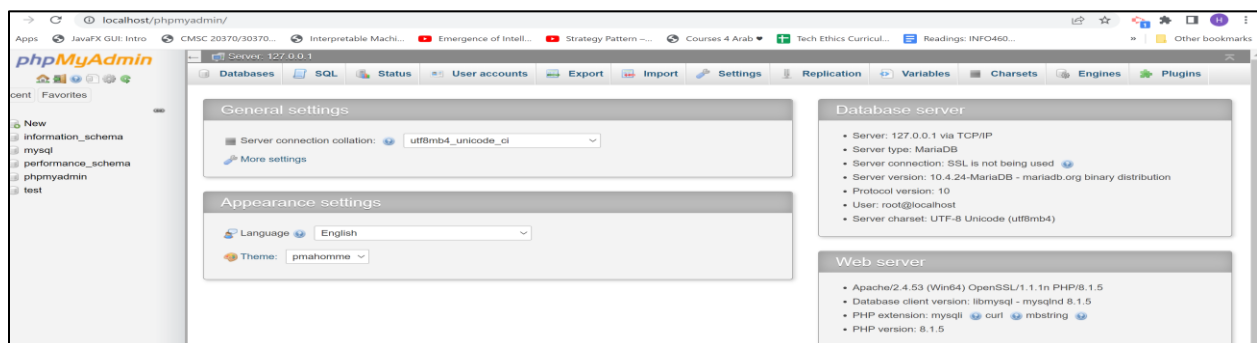 localhost/phpmyadmin/
Apps JavaFX GUI: Intro CMSC 20370/30370... Interpretable Machi... Emergence of Intell... Strategy Pattern –... Courses 4 Arab ♥ Tech Ethics Curricul... Readings: INFO460... » Other bookmarks
phpMyAdmin
cent Favorites
New
information_schema
mysql
performance_schema
phpmyadmin
test
Server: 127.0.0.1
Databases SQL Status User accounts Export Import Settings Replication Variables Charsets Engines Plugins
General settings
Server connection collation: utf8mb4_unicode_ci
More settings
Appearance settings
Language English
Theme: pmahomme
Database server
• Server: 127.0.0.1 via TCP/IP
• Server type: MariaDB
• Server connection: SSL is not being used
• Server version: 10.4.24-MariaDB - mariadb.org binary distribution
• Protocol version: 10
• User: root@localhost
• Server charset: UTF-8 Unicode (utf8mb4)
Web server
• Apache/2.4.53 (Win64) OpenSSL/1.1.1n PHP/8.1.5
• Database client version: libmysql - mysqlnd 8.1.5
• PHP extension: mysqli curl mbstring
• PHP version: 8.1.5